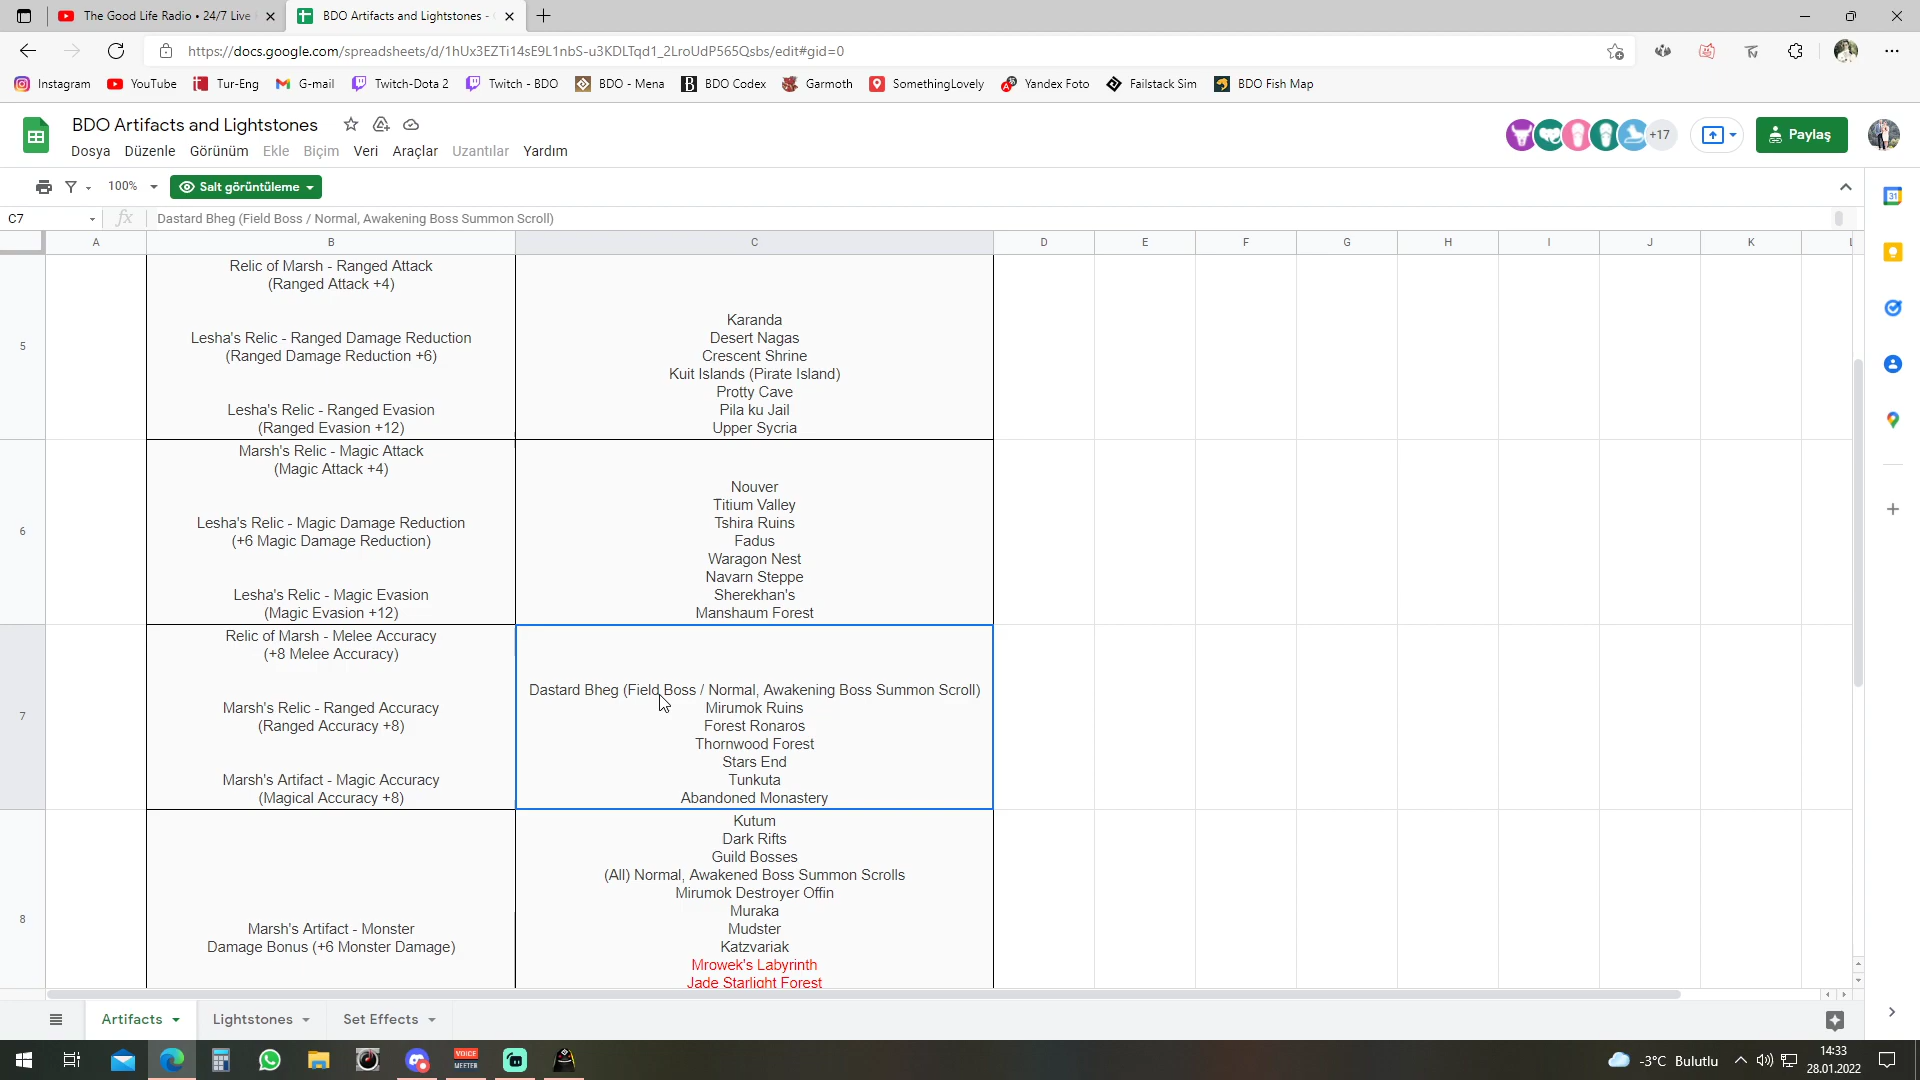 The Good Life Radio • 24/7 Live
BDO Artifacts and Lightstones -
https://docs.google.com/spreadsheets/d/1hUx3EZTi14sE9L1nbS-u3KDLTqd1_2LroUdP565Qsbs/edit#gid=0
Instagram
YouTube
Tur-Eng
G-mail
Twitch-Dota 2
Twitch - BDO
BDO - Mena
BDO Codex
Garmoth
SomethingLovely
Yandex Foto
Failstack Sim
BDO Fish Map
BDO Artifacts and Lightstones
+17
Paylaş
Dosya Düzenle Görünüm Ekle Biçim Veri Araçlar Uzantılar Yardım
100%
Salt görüntüleme
C7
fx
Dastard Bheg (Field Boss / Normal, Awakening Boss Summon Scroll)
A B C D E F G H I J K L
5
Relic of Marsh - Ranged Attack
(Ranged Attack +4)
Lesha's Relic - Ranged Damage Reduction
(Ranged Damage Reduction +6)
Lesha's Relic - Ranged Evasion
(Ranged Evasion +12)
Karanda
Desert Nagas
Crescent Shrine
Kuit Islands (Pirate Island)
Protty Cave
Pila ku Jail
Upper Sycria
6
Marsh's Relic - Magic Attack
(Magic Attack +4)
Lesha's Relic - Magic Damage Reduction
(+6 Magic Damage Reduction)
Lesha's Relic - Magic Evasion
(Magic Evasion +12)
Nouver
Titium Valley
Tshira Ruins
Fadus
Waragon Nest
Navarn Steppe
Sherekhan's
Manshaum Forest
7
Relic of Marsh - Melee Accuracy
(+8 Melee Accuracy)
Marsh's Relic - Ranged Accuracy
(Ranged Accuracy +8)
Marsh's Artifact - Magic Accuracy
(Magical Accuracy +8)
Dastard Bheg (Field Boss / Normal, Awakening Boss Summon Scroll)
Mirumok Ruins
Forest Ronaros
Thornwood Forest
Stars End
Tunkuta
Abandoned Monastery
8
Marsh's Artifact - Monster
Damage Bonus (+6 Monster Damage)
Kutum
Dark Rifts
Guild Bosses
(All) Normal, Awakened Boss Summon Scrolls
Mirumok Destroyer Offin
Muraka
Mudster
Katzvariak
Mrowek's Labyrinth
Jade Starlight Forest
31
Artifacts
Lightstones
Set Effects
VOICE
MEETER
-3°C Bulutlu
14:33
28.01.2022